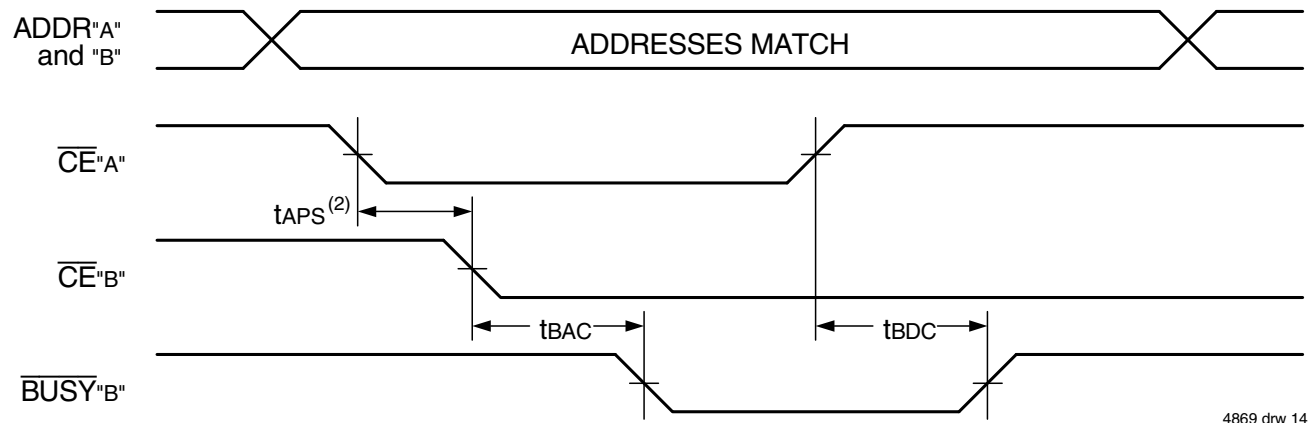 ADDR"A"
and "B"
ADDRESSES MATCH
CE"A"
tAPS(2)
CE"B"
tBAC
tBDC
BUSY"B"
4869 drw 14